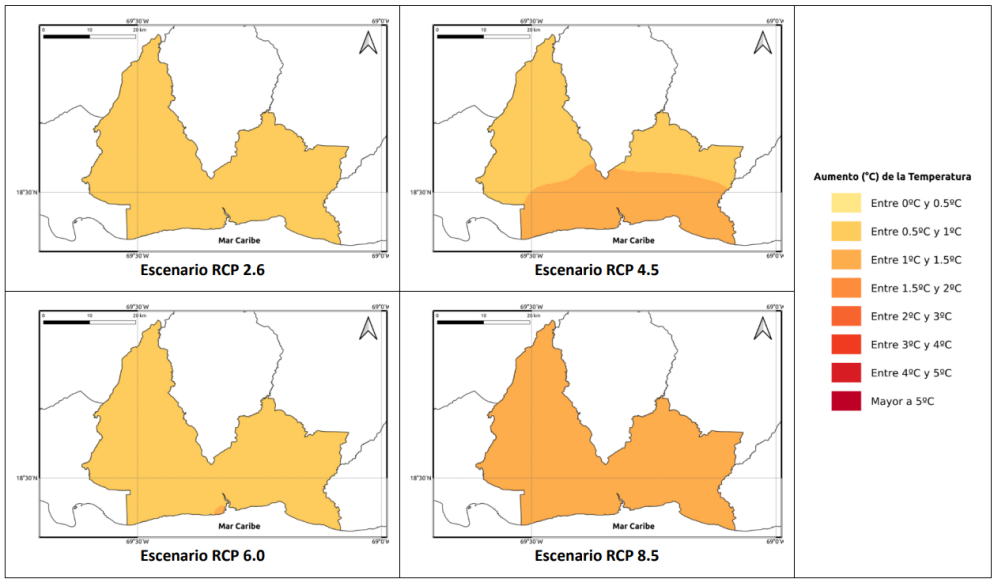 69°30'W
69°0'W
0
10
20 km
18°30'N
Mar Caribe
69°30'W
69°0'W
Escenario RCP 2.6
69°30'W
69°0'W
0
10
20 km
18°30'N
Mar Caribe
69°30'W
69°0'W
Escenario RCP 4.5
69°30'W
69°0'W
0
10
20 km
18°30'N
Mar Caribe
69°30'W
69°0'W
Escenario RCP 6.0
69°30'W
69°0'W
0
10
20 km
18°30'N
Mar Caribe
69°30'W
69°0'W
Escenario RCP 8.5
Aumento (°C) de la Temperatura
Entre 0ºC y 0.5ºC
Entre 0.5ºC y 1ºC
Entre 1ºC y 1.5ºC
Entre 1.5ºC y 2ºC
Entre 2ºC y 3ºC
Entre 3ºC y 4ºC
Entre 4ºC y 5ºC
Mayor a 5ºC